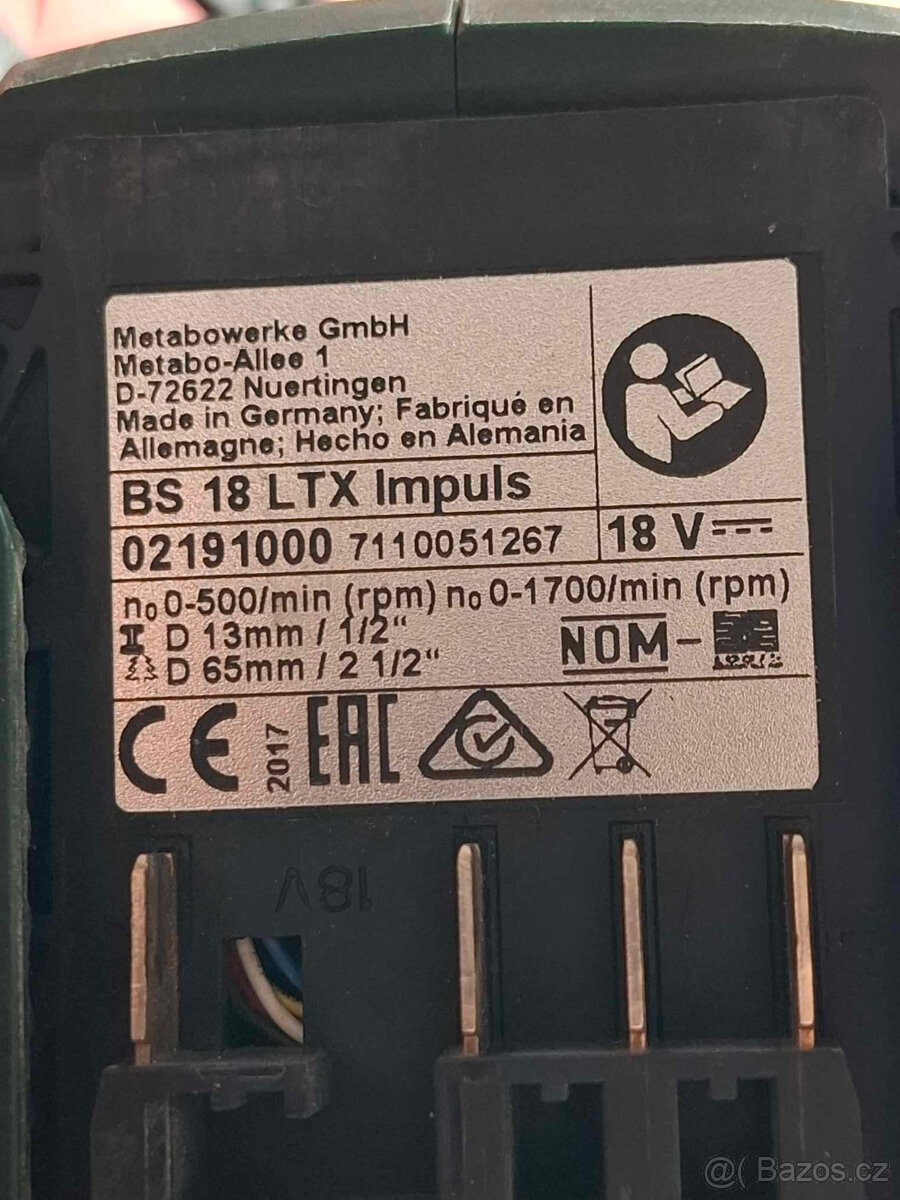 Metabowerke GmbH
Metabo-Allee 1
D-72622 Nuertingen
Made in Germany; Fabriqué en
Allemagne; Hecho en Alemania
BS 18 LTX Impuls
02191000 7110051267
18 V
n₀ 0-500/min (rpm) n₀ 0-1700/min (rpm)
D 13mm / 1/2“
D 65mm / 2 1/2“
NOM-
CE 2017 EAC
18V
@( Bazos.cz